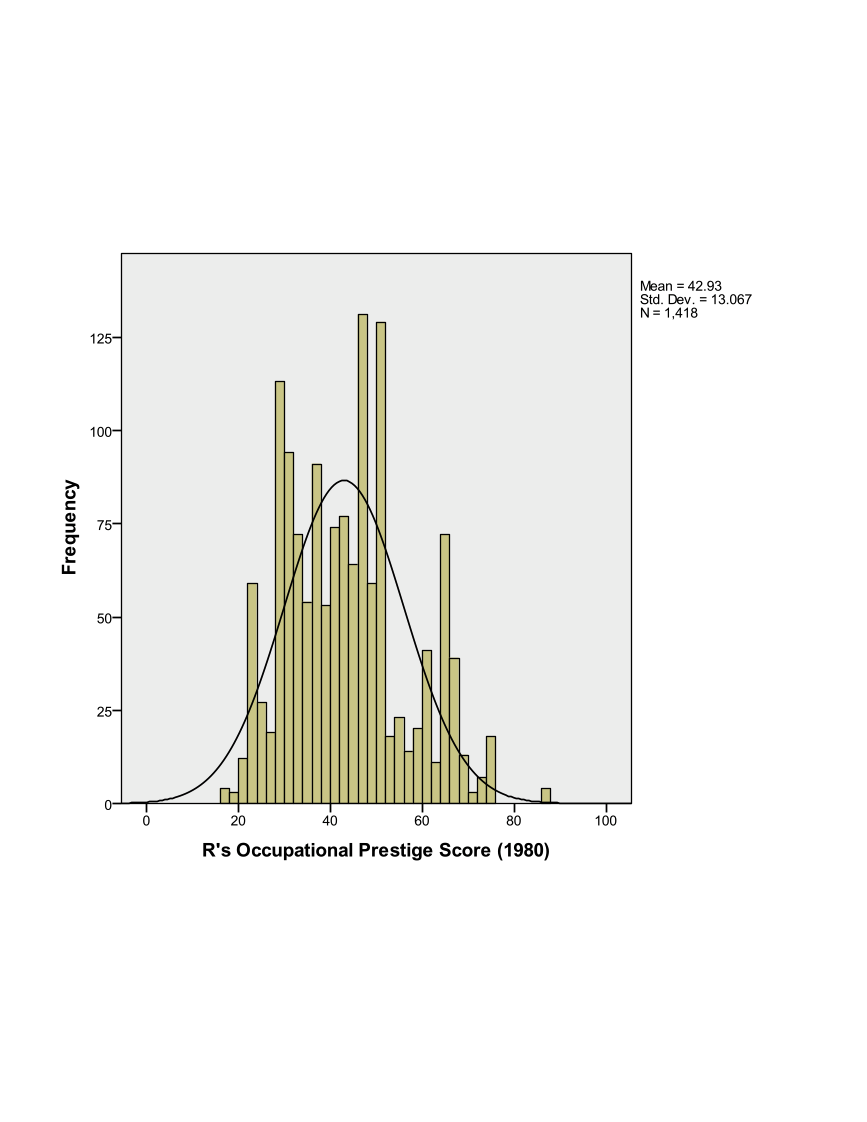 Mean = 42.93
Std. Dev. = 13.067
N = 1,418
125
100
75
50
25
0
Frequency
0 20 40 60 80 100
R's Occupational Prestige Score (1980)